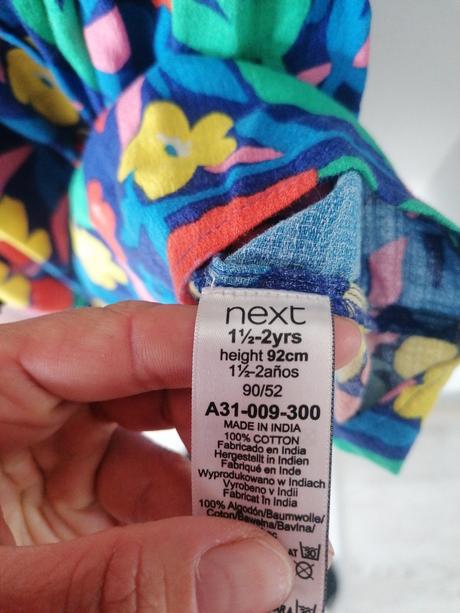 next
1½-2yrs
height 92cm
1½-2años
90/52
A31-009-300
MADE IN INDIA
100% COTTON
Fabricado en India
Hergestellt in Indien
Fabriqué en Inde
Wyprodukowano w Indiach
Vyrobeno v Indii
Fabricat în India
100% Algodón/Baumwolle/
Coton/Bawełna/Bavlna/
AT 30